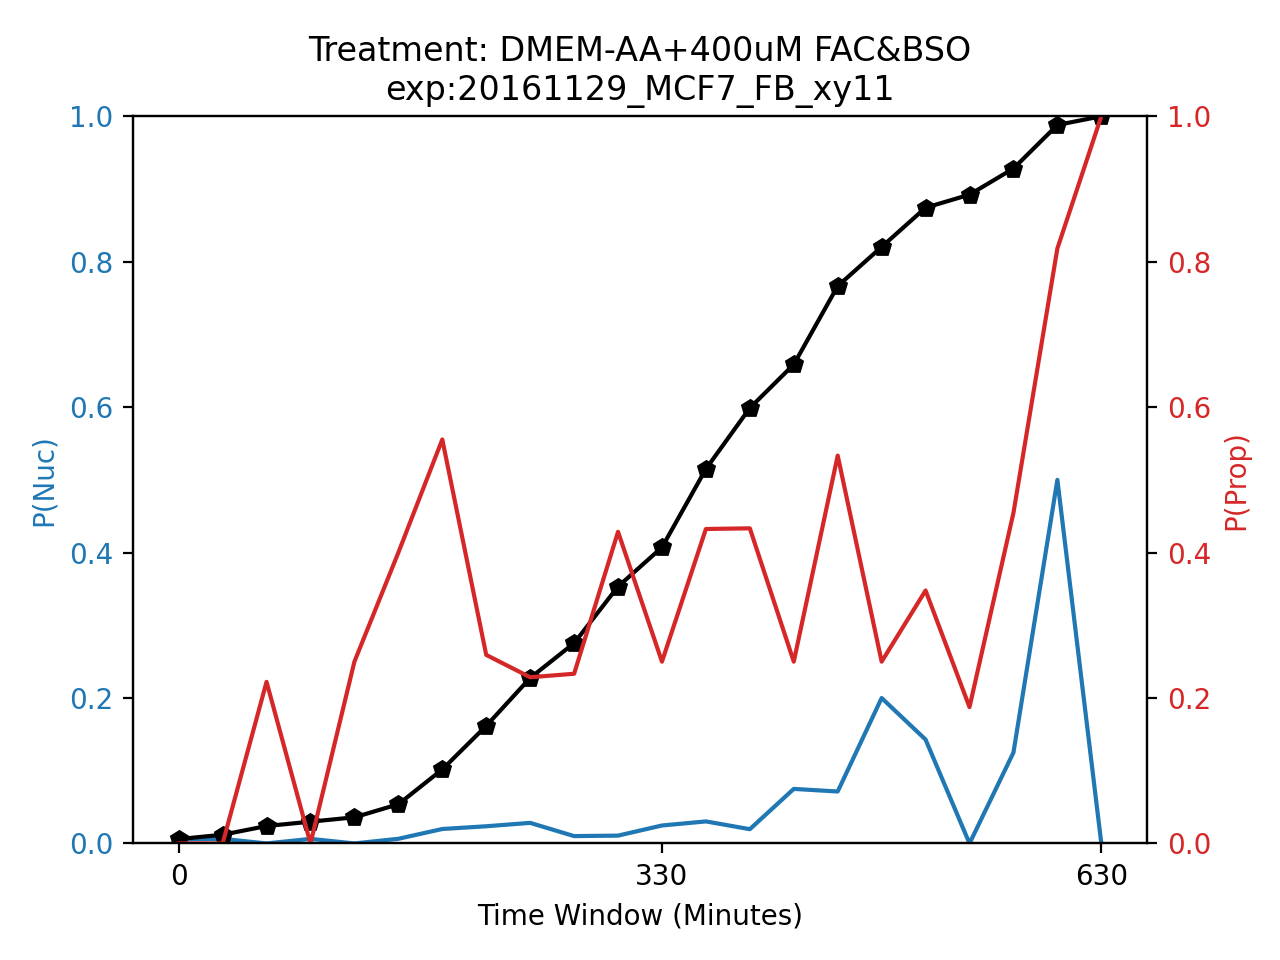 Treatment: DMEM-AA+400uM FAC&BSO
exp:20161129_MCF7_FB_xy11
1.0
0.8
0.6
0.4
0.2
0.0
P(Nuc)
1.0
0.8
0.6
0.4
0.2
0.0
P(Prop)
0 330 630
Time Window (Minutes)